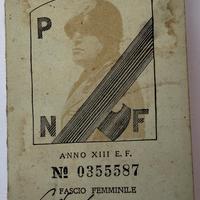 P
N F
ANNO XIII E. F.
Nº 0355587
FASCIO FEMMINILE